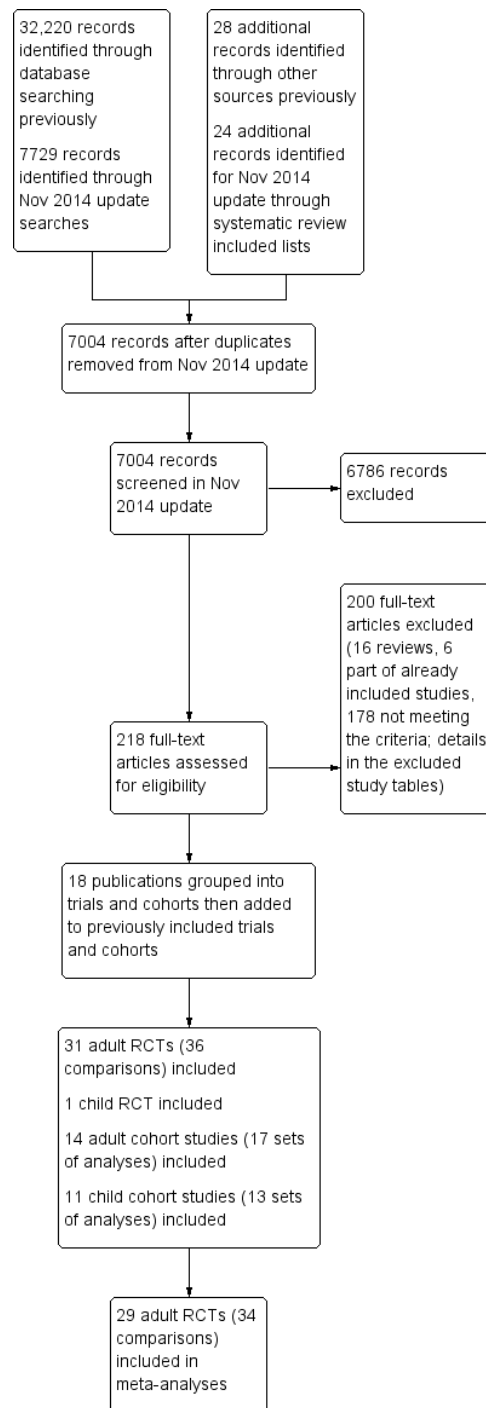 32,220 records
identified through
database
searching
previously
7729 records
identified through
Nov 2014 update
searches
28 additional
records identified
through other
sources previously
24 additional
records identified
for Nov 2014
update through
systematic review
included lists
7004 records after duplicates
removed from Nov 2014 update
7004 records
screened in Nov
2014 update
6786 records
excluded
200 full-text
articles excluded
(16 reviews, 6
part of already
included studies,
178 not meeting
the criteria; details
in the excluded
study tables)
218 full-text
articles assessed
for eligibility
18 publications grouped into
trials and cohorts then added
to previously included trials
and cohorts
31 adult RCTs (36
comparisons) included
1 child RCT included
14 adult cohort studies (17 sets
of analyses) included
11 child cohort studies (13 sets
of analyses) included
29 adult RCTs (34
comparisons)
included in
meta-analyses